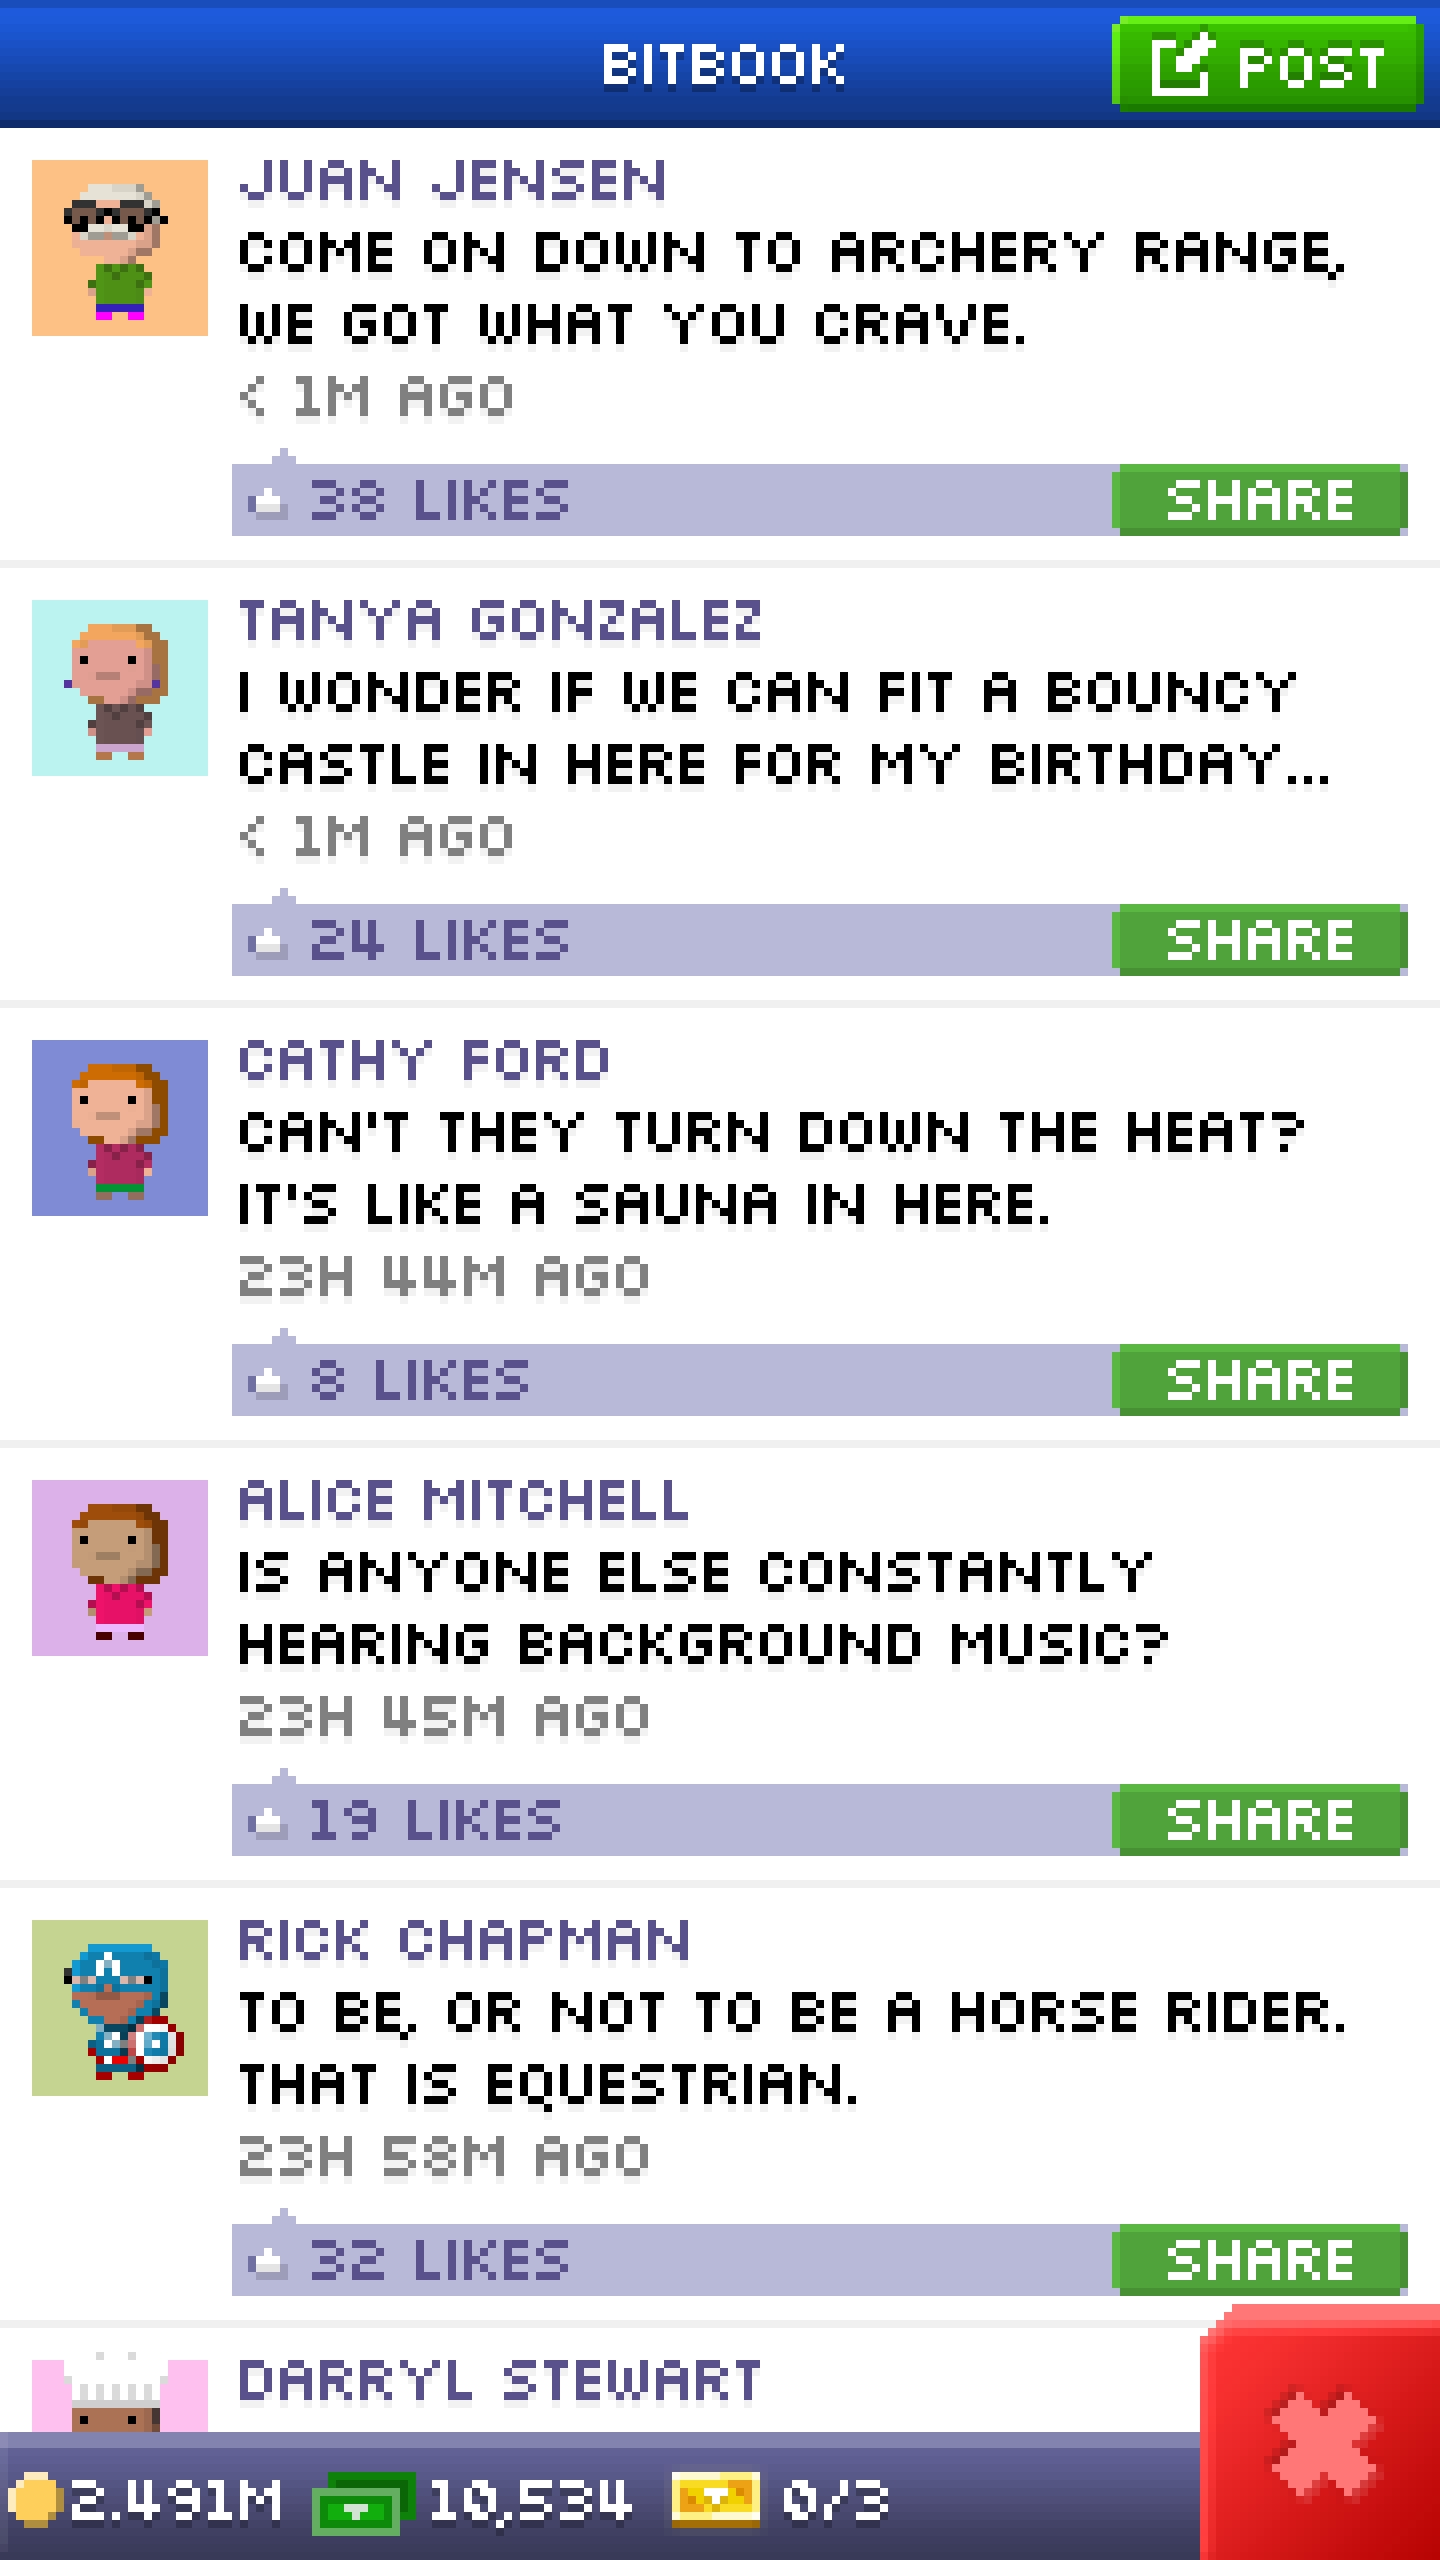 BITBOOK
POST
JUAN JENSEN
COME ON DOWN TO ARCHERY RANGE,
WE GOT WHAT YOU CRAVE.
< 1M AGO
38 LIKES
SHARE
TANYA GONZALEZ
I WONDER IF WE CAN FIT A BOUNCY
CASTLE IN HERE FOR MY BIRTHDAY...
< 1M AGO
24 LIKES
SHARE
CATHY FORD
CAN'T THEY TURN DOWN THE HEAT?
IT'S LIKE A SAUNA IN HERE.
23H 44M AGO
8 LIKES
SHARE
ALICE MITCHELL
IS ANYONE ELSE CONSTANTLY
HEARING BACKGROUND MUSIC?
23H 45M AGO
19 LIKES
SHARE
RICK CHAPMAN
TO BE, OR NOT TO BE A HORSE RIDER.
THAT IS EQUESTRIAN.
23H 58M AGO
32 LIKES
SHARE
DARRYL STEWART
2.491M 10,534 0/3